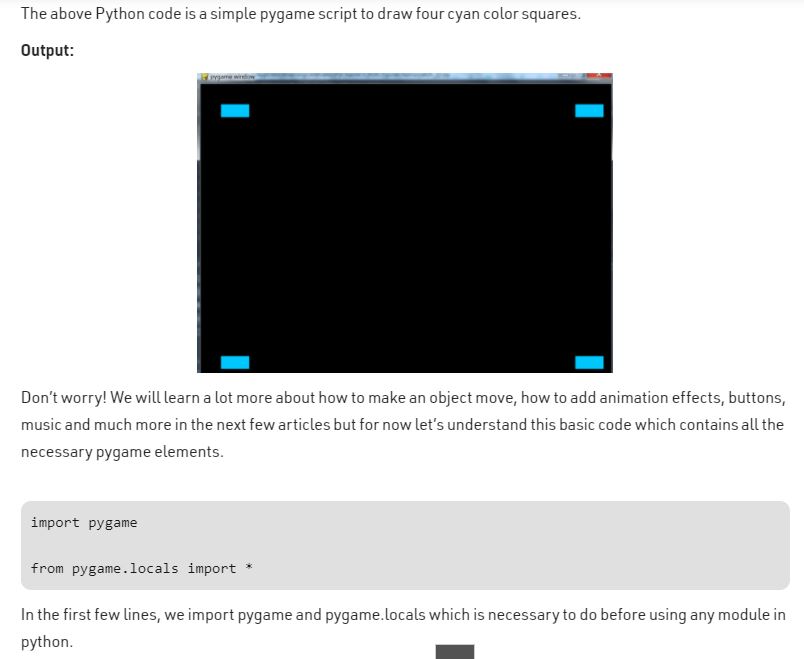 The above Python code is a simple pygame script to draw four cyan color squares.
Output:
pygame window
Don't worry! We will learn a lot more about how to make an object move, how to add animation effects, buttons,
music and much more in the next few articles but for now let's understand this basic code which contains all the
necessary pygame elements.
import pygame
from pygame.locals import *
In the first few lines, we import pygame and pygame.locals which is necessary to do before using any module in
python.